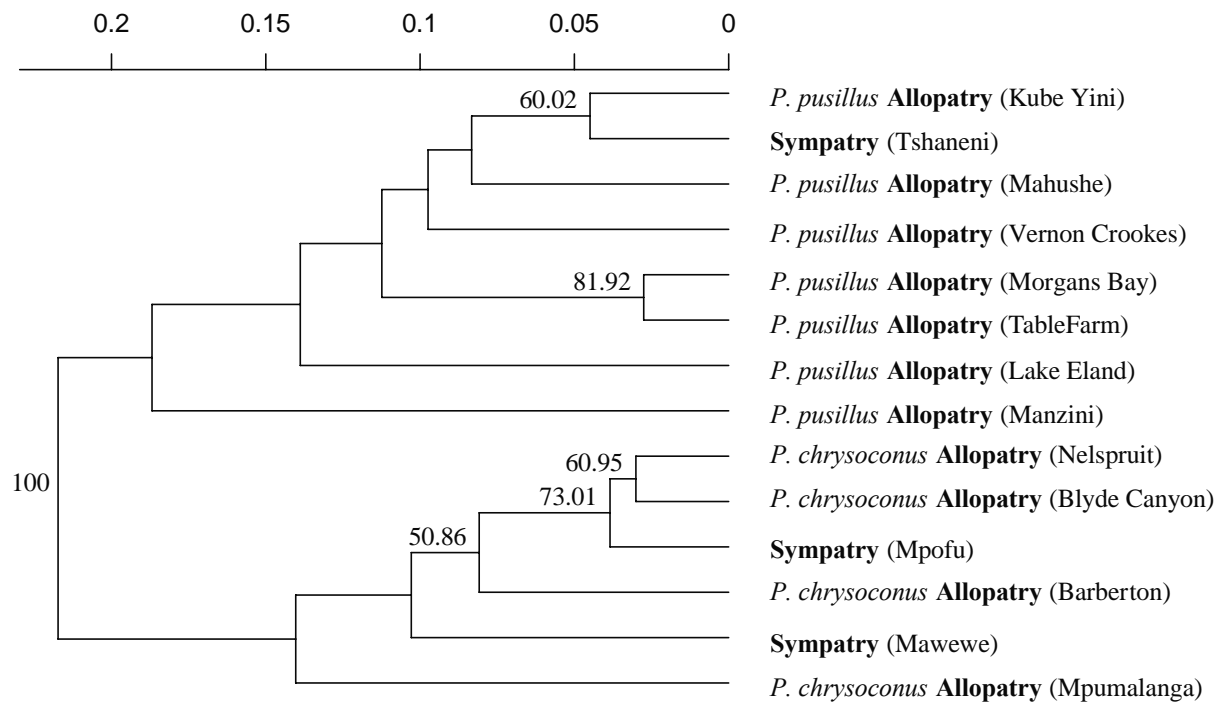 0.2 0.15 0.1 0.05 0
60.02 P. pusillus Allopatry (Kube Yini)
Sympatry (Tshaneni)
P. pusillus Allopatry (Mahushe)
P. pusillus Allopatry (Vernon Crookes)
81.92 P. pusillus Allopatry (Morgans Bay)
P. pusillus Allopatry (TableFarm)
P. pusillus Allopatry (Lake Eland)
P. pusillus Allopatry (Manzini)
100
60.95 P. chrysoconus Allopatry (Nelspruit)
73.01 P. chrysoconus Allopatry (Blyde Canyon)
50.86 Sympatry (Mpofu)
P. chrysoconus Allopatry (Barberton)
Sympatry (Mawewe)
P. chrysoconus Allopatry (Mpumalanga)